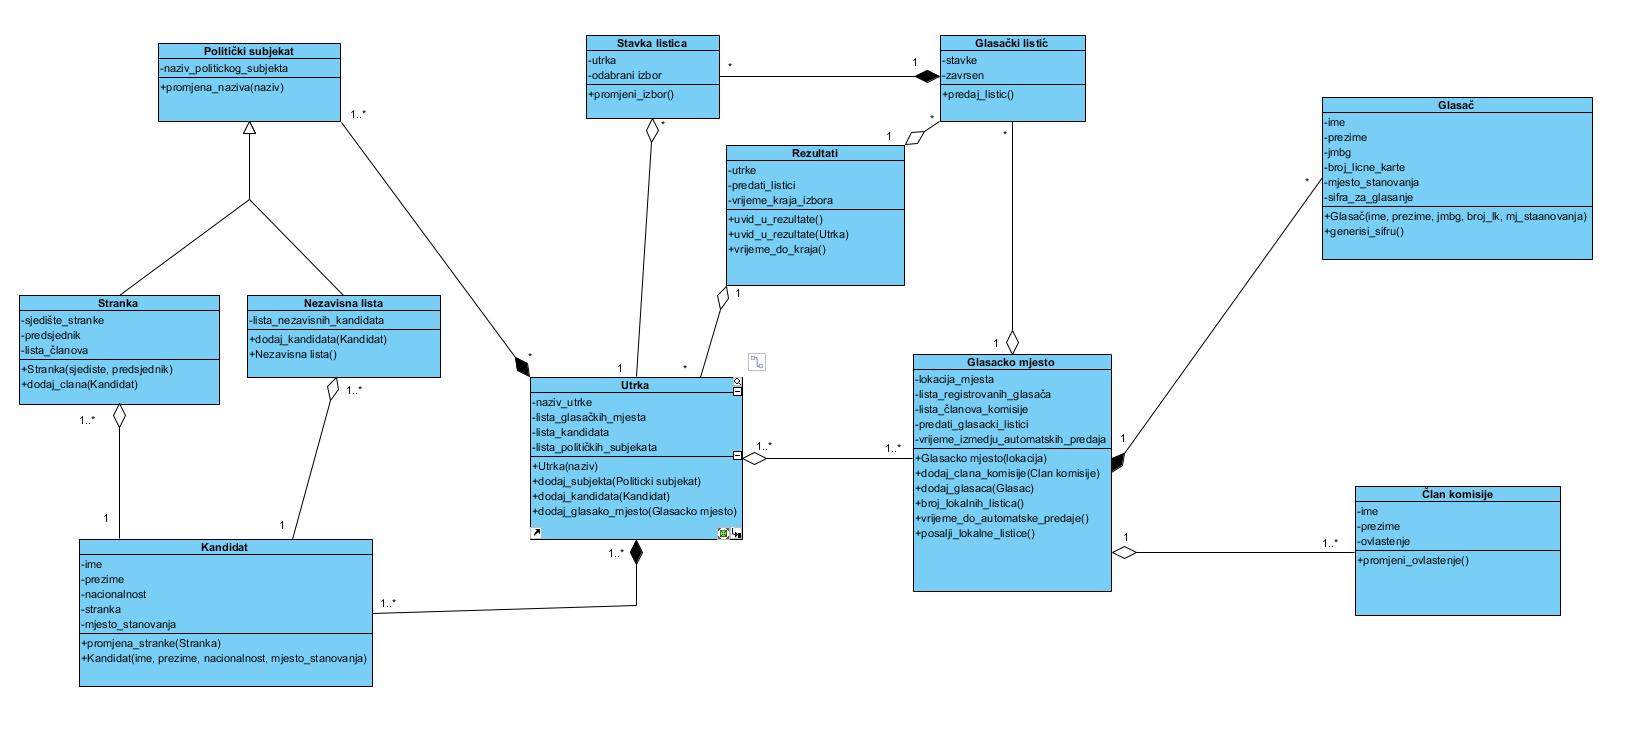 Politički subjekat
-naziv_politickog_subjekta
+promjena_naziva(naziv)
1..*
Stavka listica
-utrka
-odabrani izbor
+promjeni_izbor()
*
1
Glasački listić
-stavke
-zavrsen
+predaj_listic()
*
1
*
*
Rezultati
-utrke
-predati_listici
-vrijeme_kraja_izbora
+uvid_u_rezultate()
+uvid_u_rezultate(Utrka)
+vrijeme_do_kraja()
1
Glasač
-ime
-prezime
-jmbg
-broj_licne_karte
-mjesto_stanovanja
-sifra_za_glasanje
+Glasač(ime, prezime, jmbg, broj_lk, mj_staanovanja)
+generisi_sifru()
*
Stranka
-sjedište_stranke
-predsjednik
-lista_članova
+Stranka(sjediste, predsjednik)
+dodaj_clana(Kandidat)
1..*
Nezavisna lista
-lista_nezavisnih_kandidata
+dodaj_kandidata(Kandidat)
+Nezavisna lista()
1..*
*
1
*
1
Utrka
-naziv_utrke
-lista_glasačkih_mjesta
-lista_kandidata
-lista_političkih_subjekata
+Utrka(naziv)
+dodaj_subjekta(Politicki subjekat)
+dodaj_kandidata(Kandidat)
+dodaj_glasako_mjesto(Glasacko mjesto)
1..*
1..*
1..*
Glasacko mjesto
-lokacija_mjesta
-lista_registrovanih_glasača
-lista_članova_komisije
-predati_glasacki_listici
-vrijeme_izmedju_automatskih_predaja
+Glasacko mjesto(lokacija)
+dodaj_clana_komisije(Clan komisije)
+dodaj_glasaca(Glasac)
+broj_lokalnih_listica()
+vrijeme_do_automatske_predaje()
+posalji_lokalne_listice()
1
1
1..*
Član komisije
-ime
-prezime
-ovlastenje
+promjeni_ovlastenje()
1
1
Kandidat
-ime
-prezime
-nacionalnost
-stranka
-mjesto_stanovanja
+promjena_stranke(Stranka)
+Kandidat(ime, prezime, nacionalnost, mjesto_stanovanja)
1..*